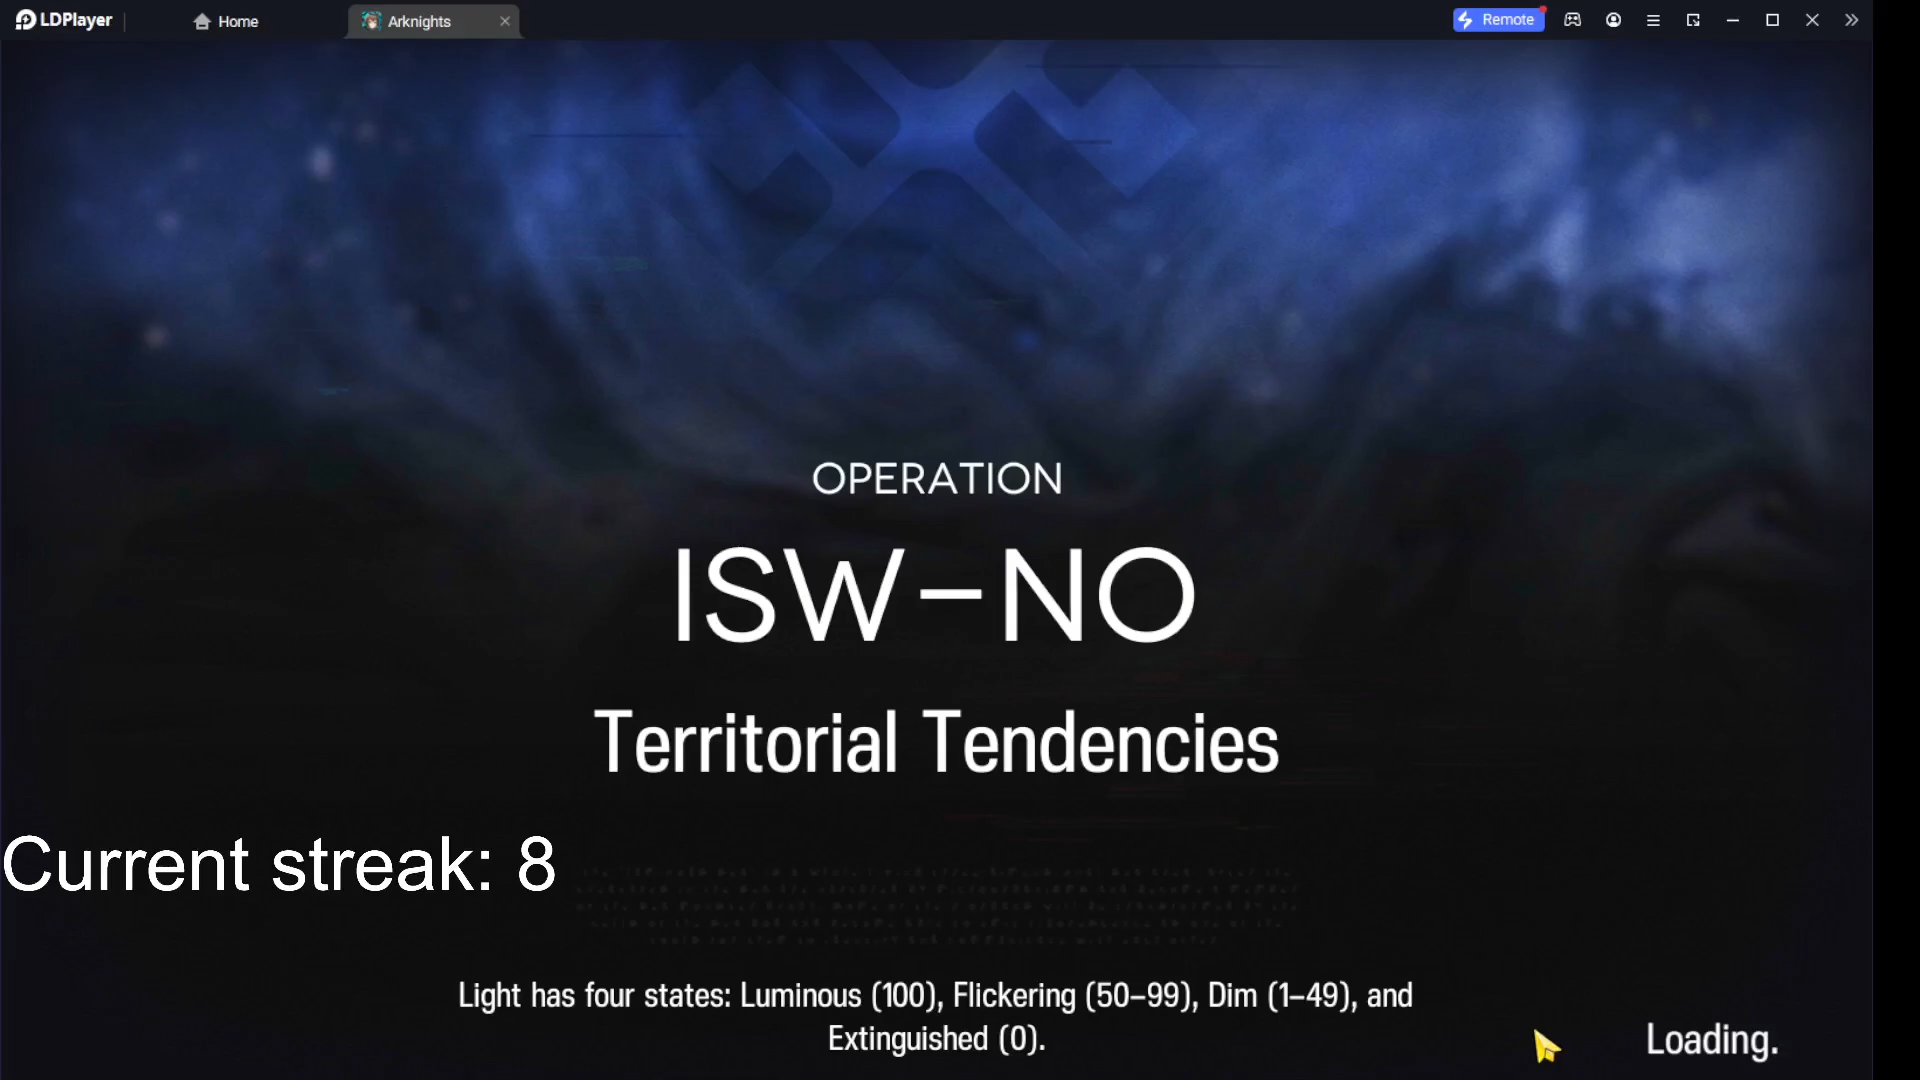 LDPlayer
Home
Arknights
Remote
OPERATION
ISW-NO
Territorial Tendencies
Current streak: 8
Light has four states: Luminous (100), Flickering (50–99), Dim (1–49), and
Extinguished (0).
Loading.